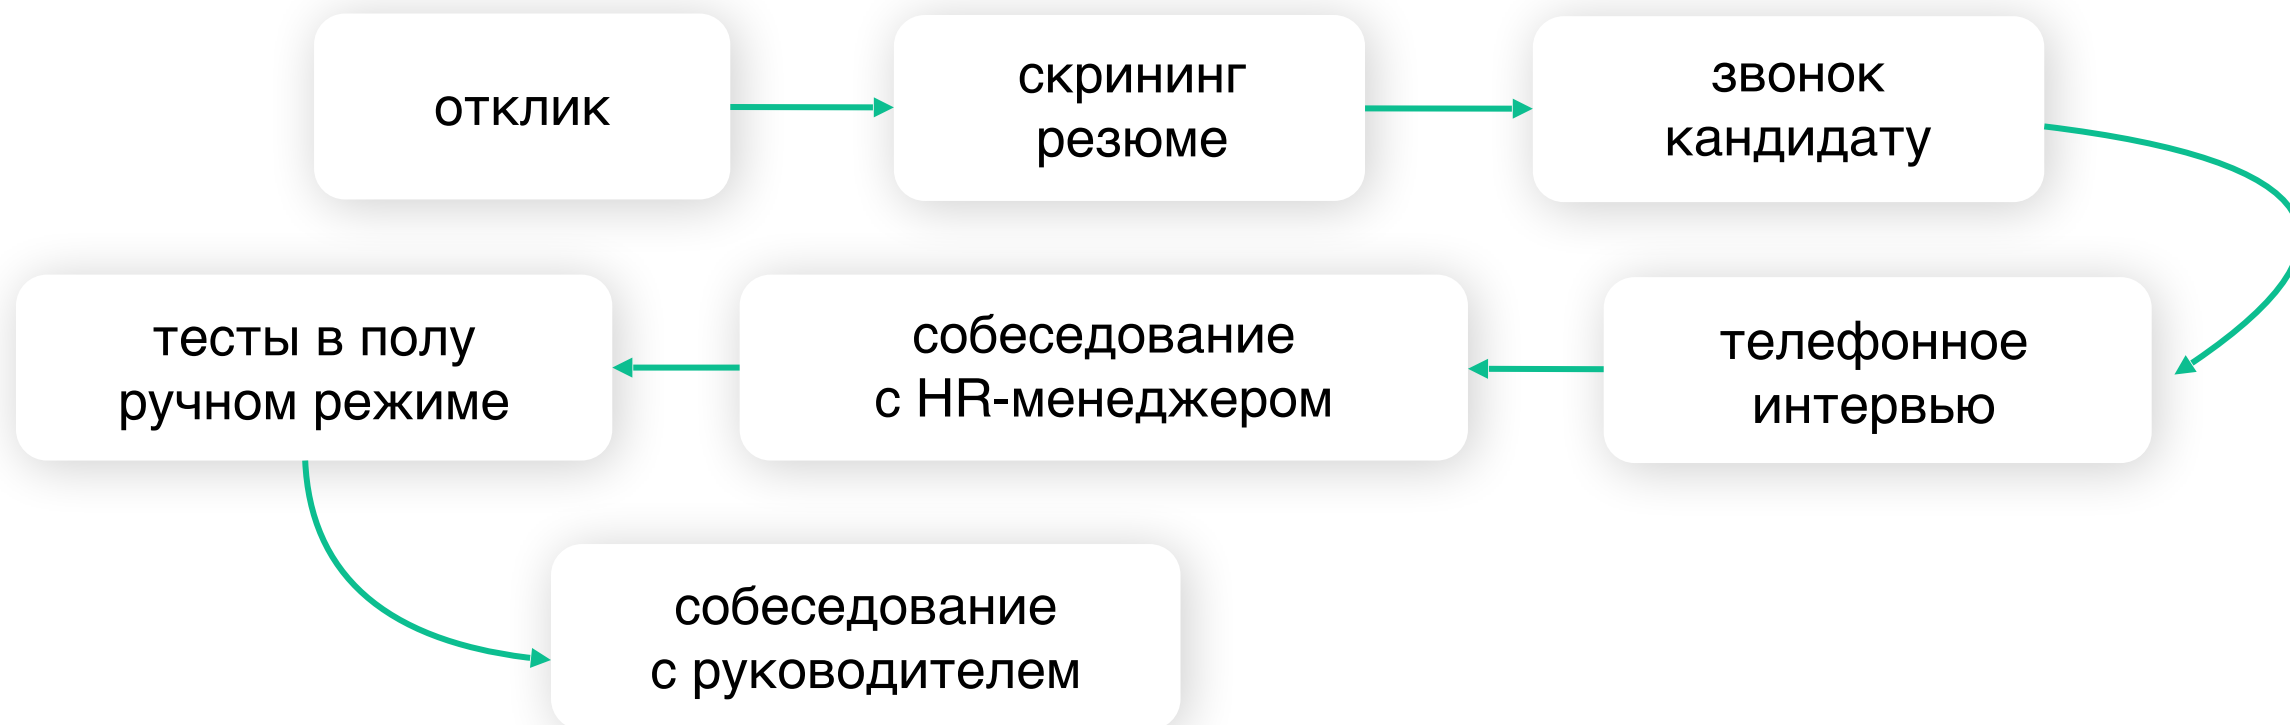 отклик
скрининг
резюме
звонок
кандидату
телефонное
интервью
собеседование
с HR-менеджером
тесты в полу
ручном режиме
собеседование
с руководителем